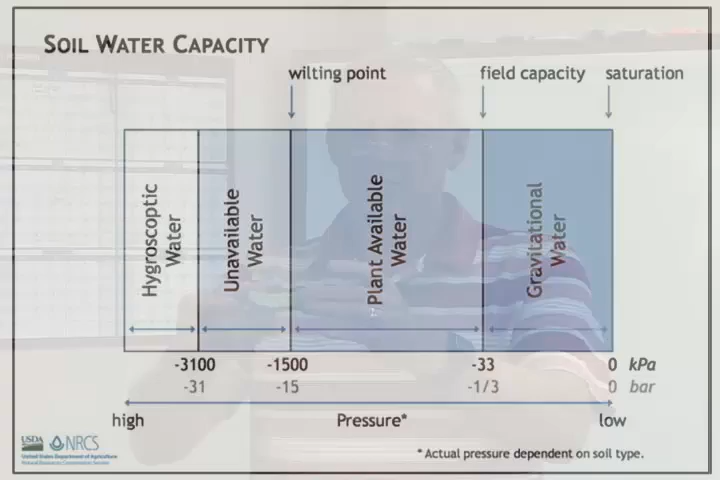 SOIL WATER CAPACITY
wilting point
field capacity
saturation
Hygroscoptic
Water
Unavailable
Water
Plant Available
Water
Gravitational
Water
-3100
-1500
-33
0 kPa
-31
-15
-1/3
0 bar
high
Pressure*
low
USDA
NRCS
United States Department of Agriculture
Natural Resources Conservation Service
* Actual pressure dependent on soil type.